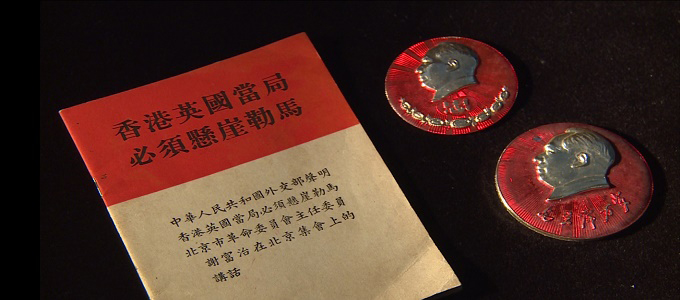 香港英國當局
必須懸崖勒馬
中華人民共和國外交部聲明
香港英國當局必須懸崖勒馬
北京市革命委員會主任委員
謝富治在北京集會上的
講話